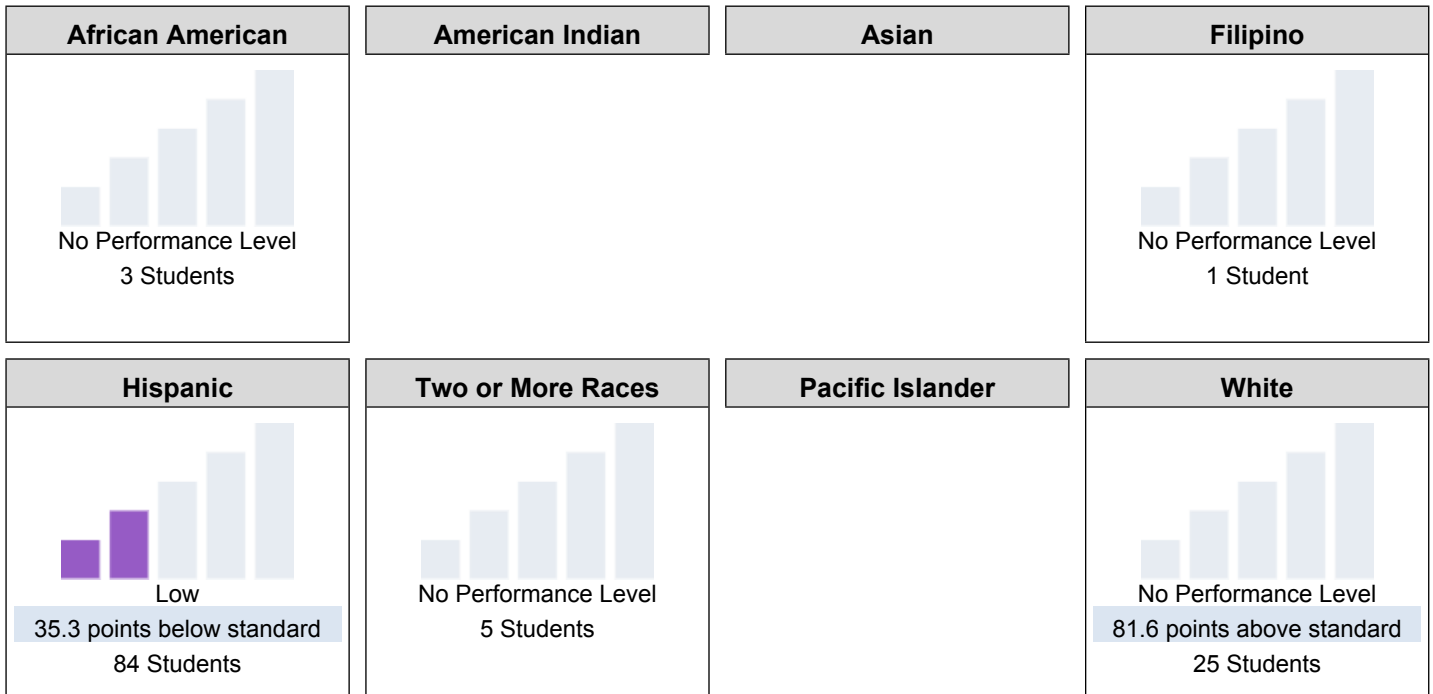 African American
American Indian
Asian
Filipino
No Performance Level
3 Students
No Performance Level
1 Student
Hispanic
Two or More Races
Pacific Islander
White
Low
35.3 points below standard
84 Students
No Performance Level
5 Students
No Performance Level
81.6 points above standard
25 Students